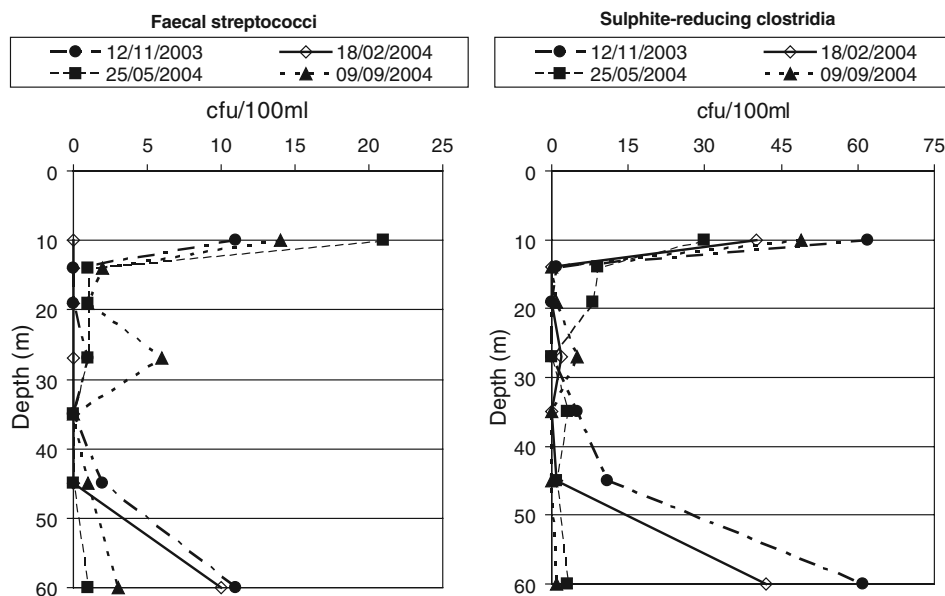 Faecal streptococci
12/11/2003 18/02/2004
25/05/2004 09/09/2004
cfu/100ml
0 5 10 15 20 25
0
10
20
30
40
50
60
Depth (m)
Sulphite-reducing clostridia
12/11/2003 18/02/2004
25/05/2004 09/09/2004
cfu/100ml
0 15 30 45 60 75
0
10
20
30
40
50
60
Depth (m)